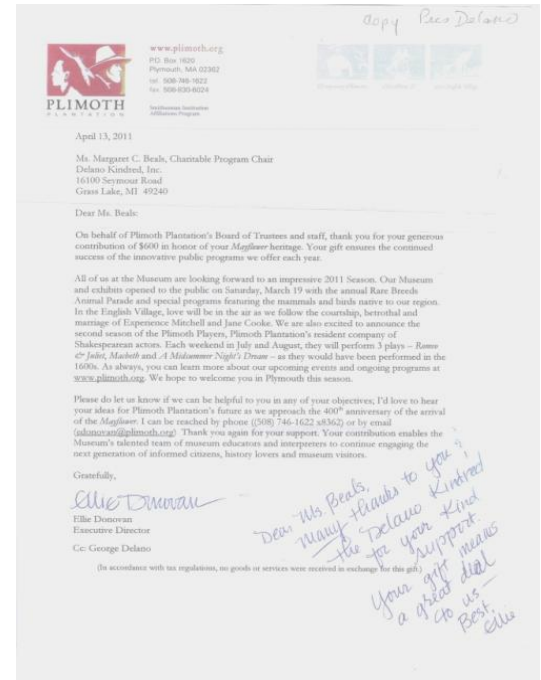 copy Pres Delano
www.plimoth.org
P.O. Box 1620
Plymouth, MA 02362
tel 508-746-1622
fax 508-830-6024
Smithsonian Institution
Affiliations Program
PLIMOTH
PLANTATION
April 13, 2011
Ms. Margaret C. Beals, Charitable Program Chair
Delano Kindred, Inc.
16100 Seymour Road
Grass Lake, MI 49240
Dear Ms. Beals:
On behalf of Plimoth Plantation's Board of Trustees and staff, thank you for your generous
contribution of $600 in honor of your Mayflower heritage. Your gift ensures the continued
success of the innovative public programs we offer each year.
All of us at the Museum are looking forward to an impressive 2011 Season. Our Museum
and exhibits opened to the public on Saturday, March 19 with the annual Rare Breeds
Animal Parade and special programs featuring the mammals and birds native to our region.
In the English Village, love will be in the air as we follow the courtship, betrothal and
marriage of Experience Mitchell and Jane Cooke. We are also excited to announce the
second season of the Plimoth Players, Plimoth Plantation's resident company of
Shakespearean actors. Each weekend in July and August, they will perform 3 plays – Romeo
& Juliet, Macbeth and A Midsummer Night's Dream – as they would have been performed in the
1600s. As always, you can learn more about our upcoming events and ongoing programs at
www.plimoth.org. We hope to welcome you in Plymouth this season.
Please do let us know if we can be helpful to you in any of your objectives; I'd love to hear
your ideas for Plimoth Plantation's future as we approach the 400th anniversary of the arrival
of the Mayflower. I can be reached by phone ((508) 746-1622 x8362) or by email
(edonovan@plimoth.org) Thank you again for your support. Your contribution enables the
Museum's talented team of museum educators and interpreters to continue engaging the
next generation of informed citizens, history lovers and museum visitors.
Gratefully,
Ellie Donovan
Ellie Donovan
Executive Director
Cc: George Delano
(In accordance with tax regulations, no goods or services were received in exchange for this gift.)
Dear Ms. Beals,
Many thanks to you &
the Delano Kindred
for your kind
support.
Your gift means
a great deal
to us –
Best,
Ellie